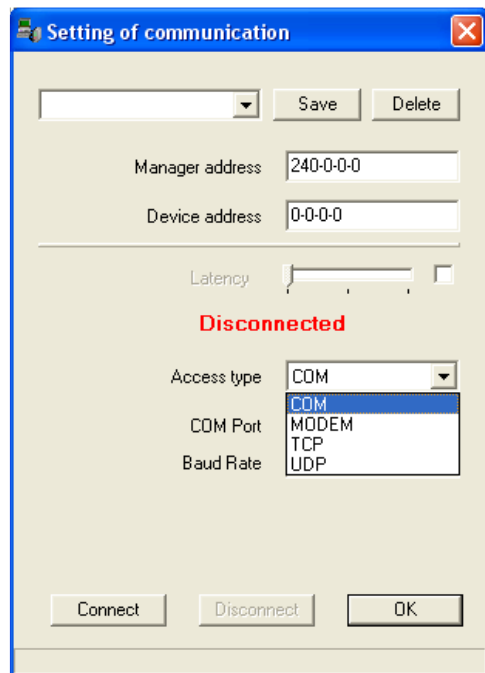 Setting of communication
Save Delete
Manager address 240-0-0-0
Device address 0-0-0-0
Latency
Disconnected
Access type COM
COM
COM Port MODEM
TCP
Baud Rate UDP
Connect Disconnect OK